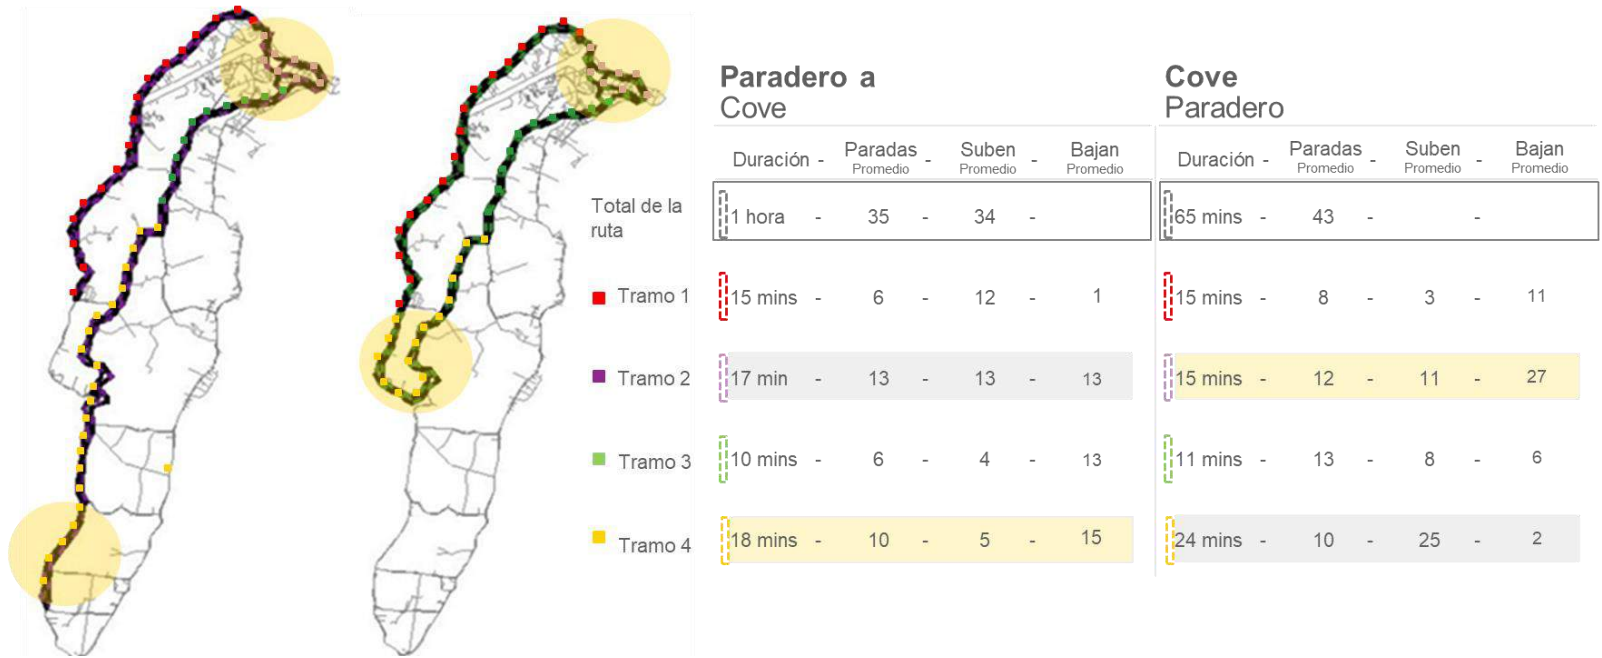 Paradero a
Cove
Cove
Paradero
Duración - Paradas - Suben - Bajan
Promedio Promedio Promedio
Duración - Paradas - Suben - Bajan
Promedio Promedio Promedio
Total de la
ruta
1 hora - 35 - 34 -
65 mins - 43 - -
Tramo 1
15 mins - 6 - 12 - 1
15 mins - 8 - 3 - 11
Tramo 2
17 min - 13 - 13 - 13
15 mins - 12 - 11 - 27
Tramo 3
10 mins - 6 - 4 - 13
11 mins - 13 - 8 - 6
Tramo 4
18 mins - 10 - 5 - 15
24 mins - 10 - 25 - 2